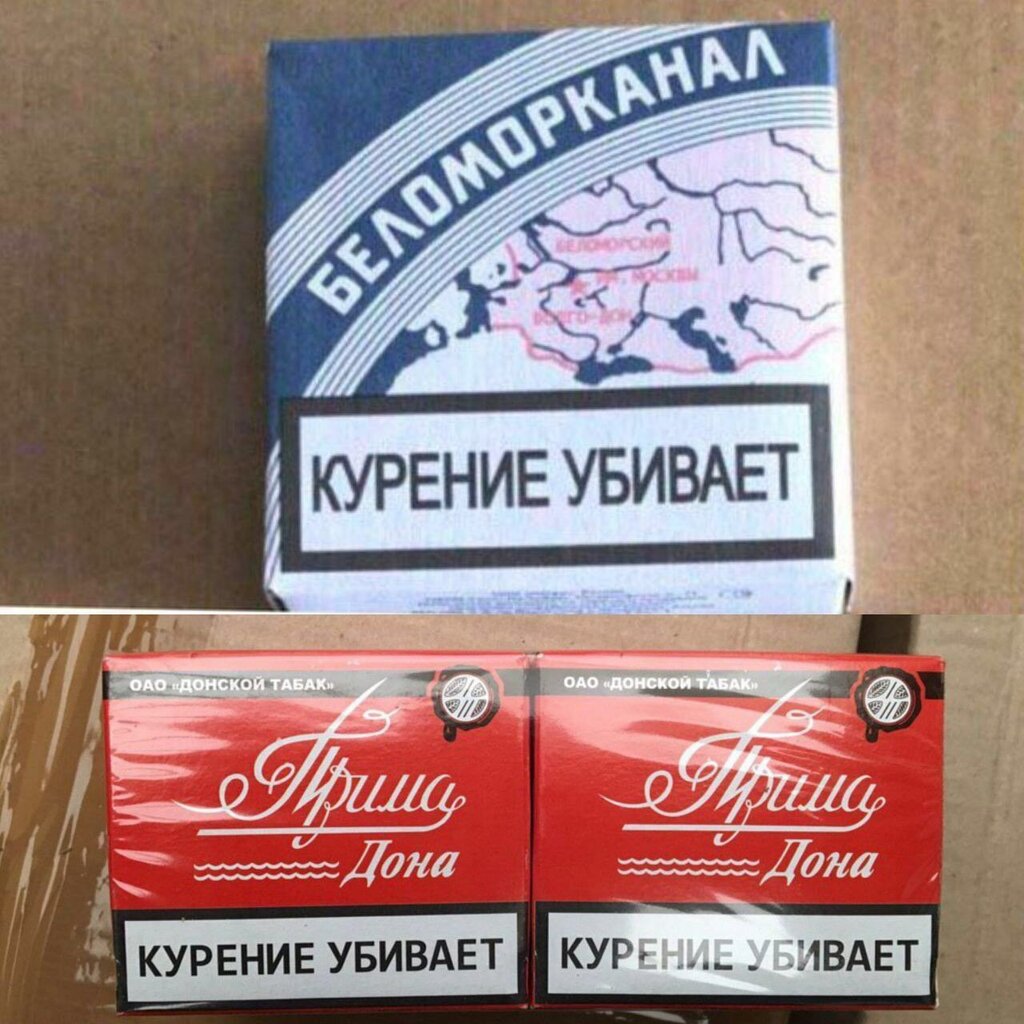 БЕЛОМОРКАНАЛ
БЕЛОМОРСКИЙ
ИМ. МОСКВЫ
ВОЛГО-ДОН
КУРЕНИЕ УБИВАЕТ
ОАО «ДОНСКОЙ ТАБАК»
Прима
Дона
КУРЕНИЕ УБИВАЕТ
ОАО «ДОНСКОЙ ТАБАК»
Прима
Дона
КУРЕНИЕ УБИВАЕТ